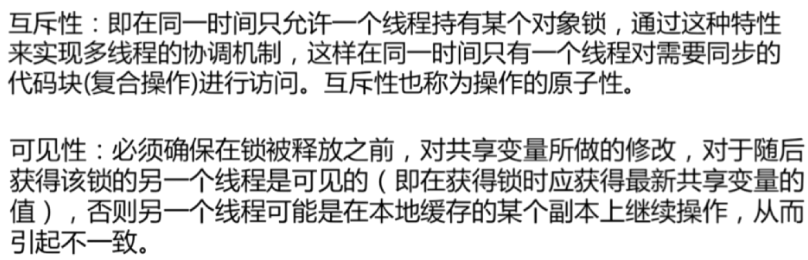 互斥性：即在同一时间只允许一个线程持有某个对象锁，通过这种特性
来实现多线程的协调机制，这样在同一时间只有一个线程对需要同步的
代码块(复合操作)进行访问。互斥性也称为操作的原子性。
可见性：必须确保在锁被释放之前，对共享变量所做的修改，对于随后
获得该锁的另一个线程是可见的（即在获得锁时应获得最新共享变量的
值），否则另一个线程可能是在本地缓存的某个副本上继续操作，从而
引起不一致。